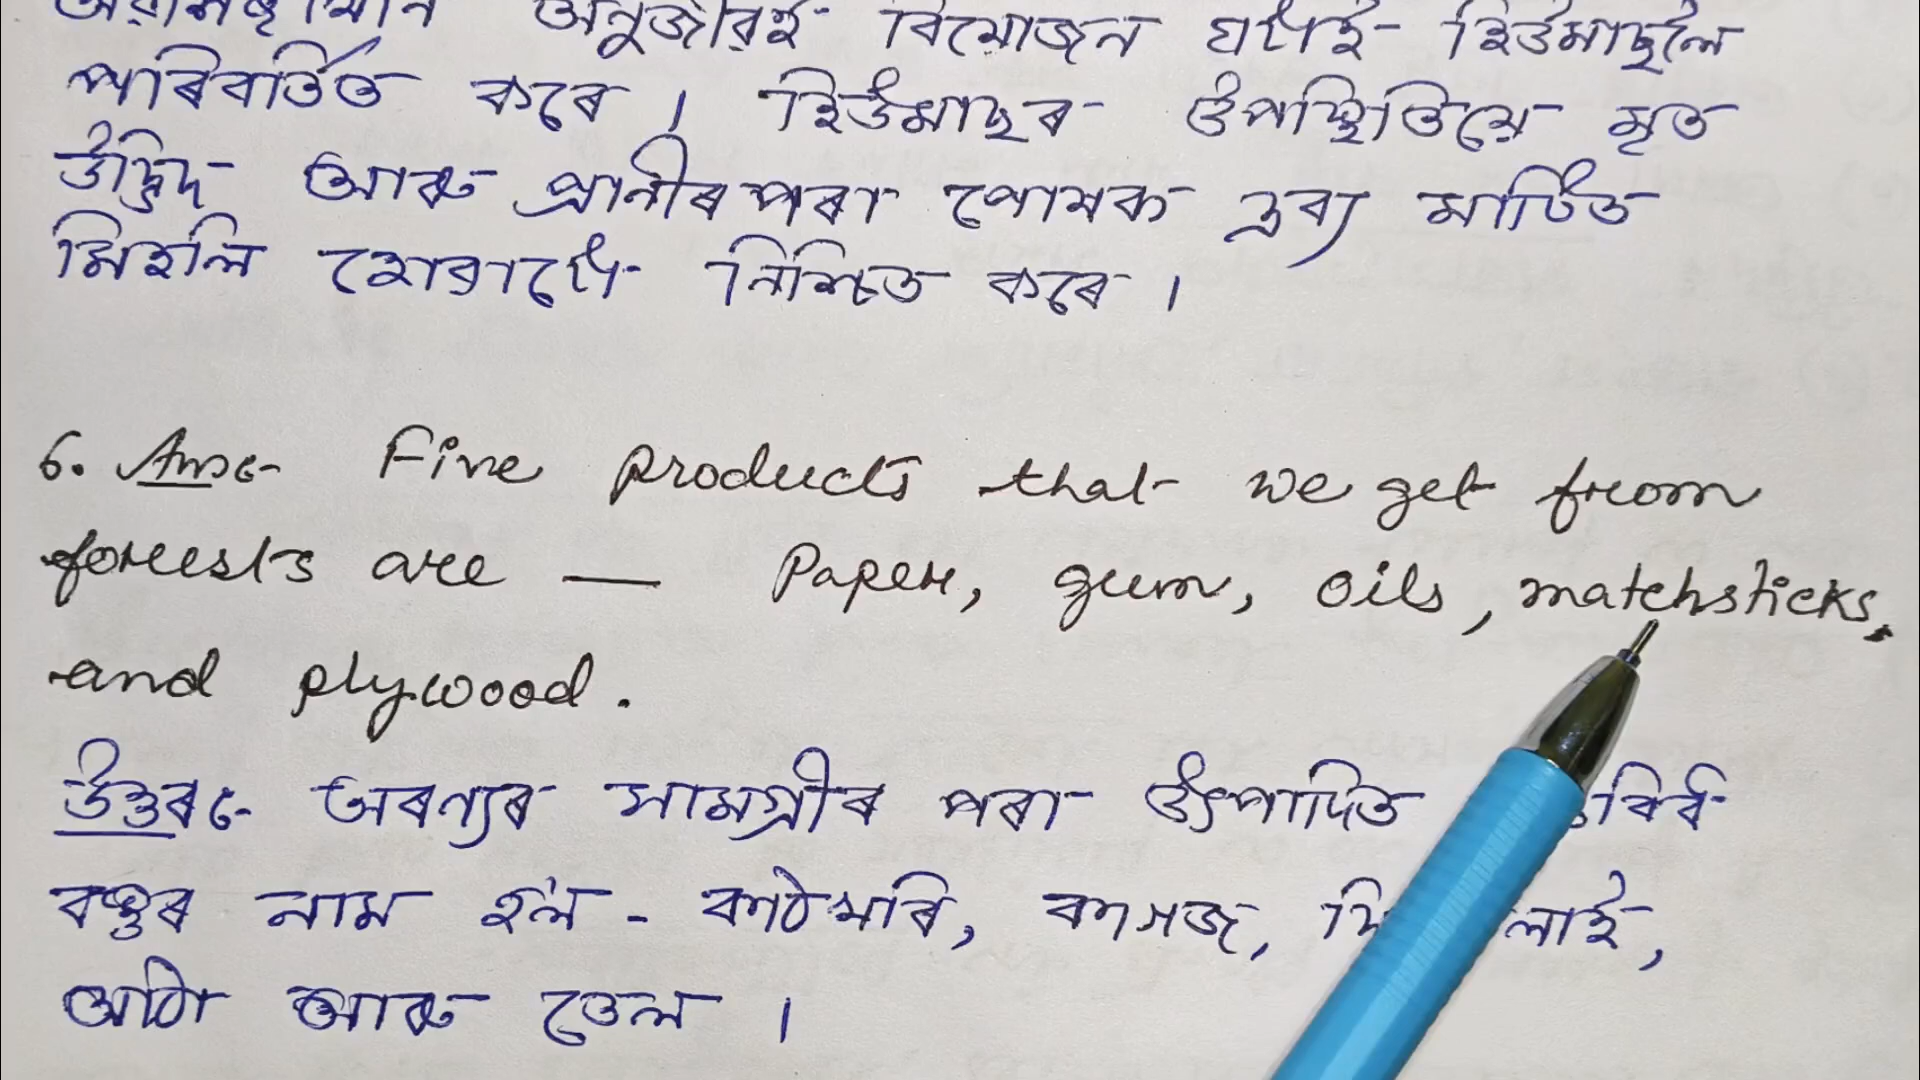 অনুজীৱই বিয়োজন ঘটাই হিউমাছলৈ
পৰিবৰ্তিত কৰে । হিউমাছৰ উপস্থিতিয়ে মৃত
উদ্ভিদ আৰু প্ৰানীৰ পৰা পোষক দ্ৰব্য মাটিত
মিহলি হোৱাটো নিশ্চিত কৰে ।
6. Ans:- Five products that we get from
forests are — Paper, gum, oils, matchsticks,
and plywood.
উত্তৰঃ- অৰণ্যৰ সামগ্ৰীৰ পৰা উৎপাদিত
বস্তুৰ নাম হল - কাঠমৰি, কাগজ,
আঠা আৰু তেল ।